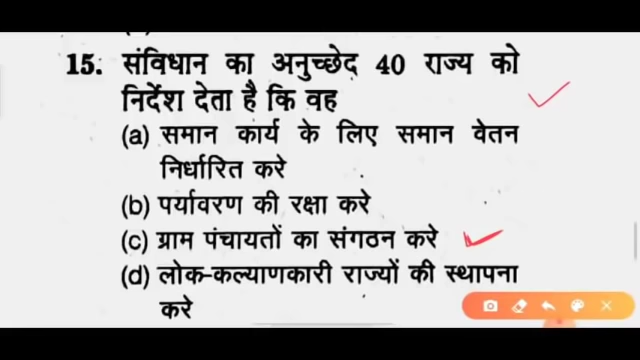 15. संविधान का अनुच्छेद 40 राज्य को
निर्देश देता है कि वह
(a) समान कार्य के लिए समान वेतन
निर्धारित करे
(b) पर्यावरण की रक्षा करे
(c) ग्राम पंचायतों का संगठन करे
(d) लोक-कल्याणकारी राज्यों की स्थापना
करे